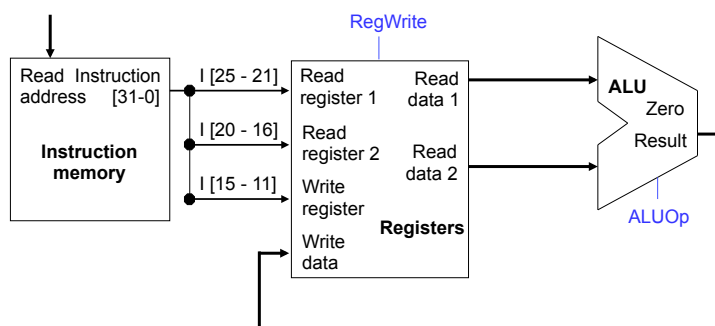 RegWrite
Read Instruction
address [31-0]
Instruction
memory
I [25 - 21]
I [20 - 16]
I [15 - 11]
Read
register 1
Read
register 2
Write
register
Write
data
Read
data 1
Read
data 2
Registers
ALU
Zero
Result
ALUOp